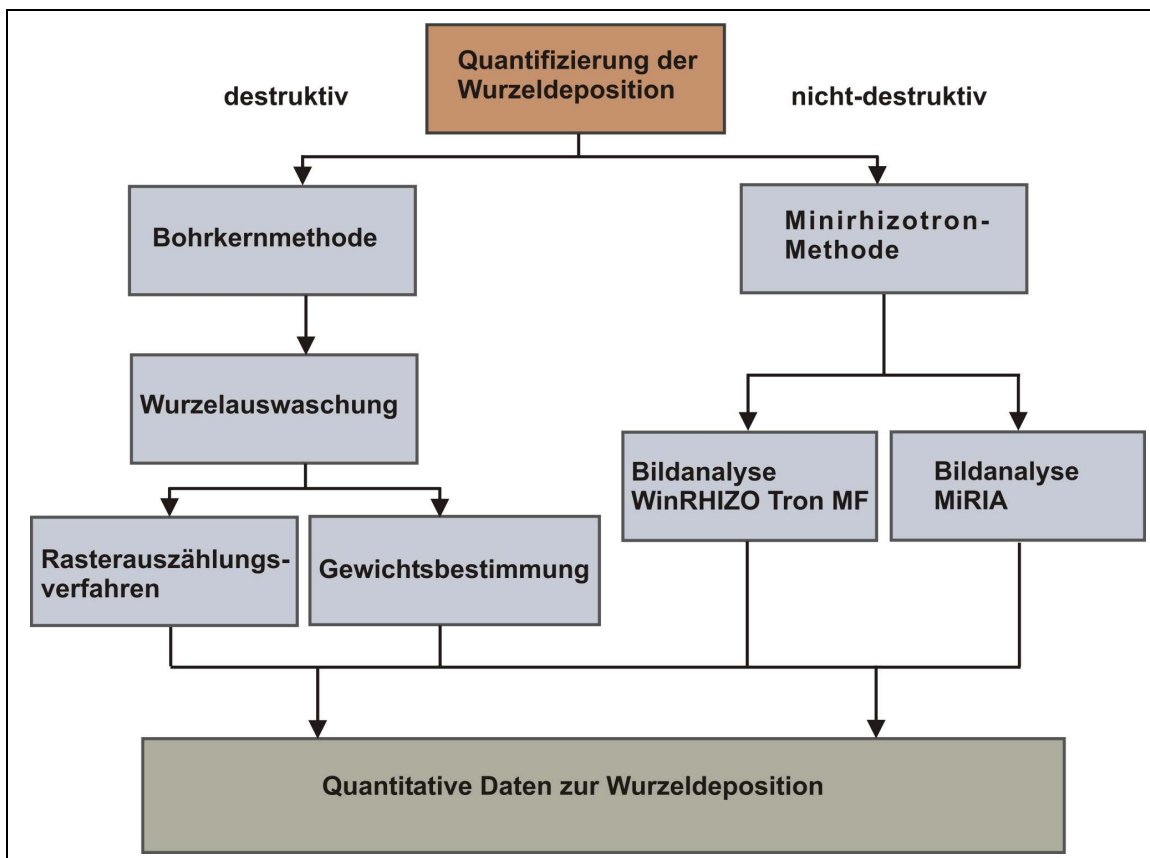 Quantifizierung der
Wurzeldeposition
destruktiv
nicht-destruktiv
Bohrkernmethode
Minirhizotron-
Methode
Wurzelauswaschung
Bildanalyse
WinRHIZO Tron MF
Bildanalyse
MiRIA
Rasterauszählungs-
verfahren
Gewichtsbestimmung
Quantitative Daten zur Wurzeldeposition